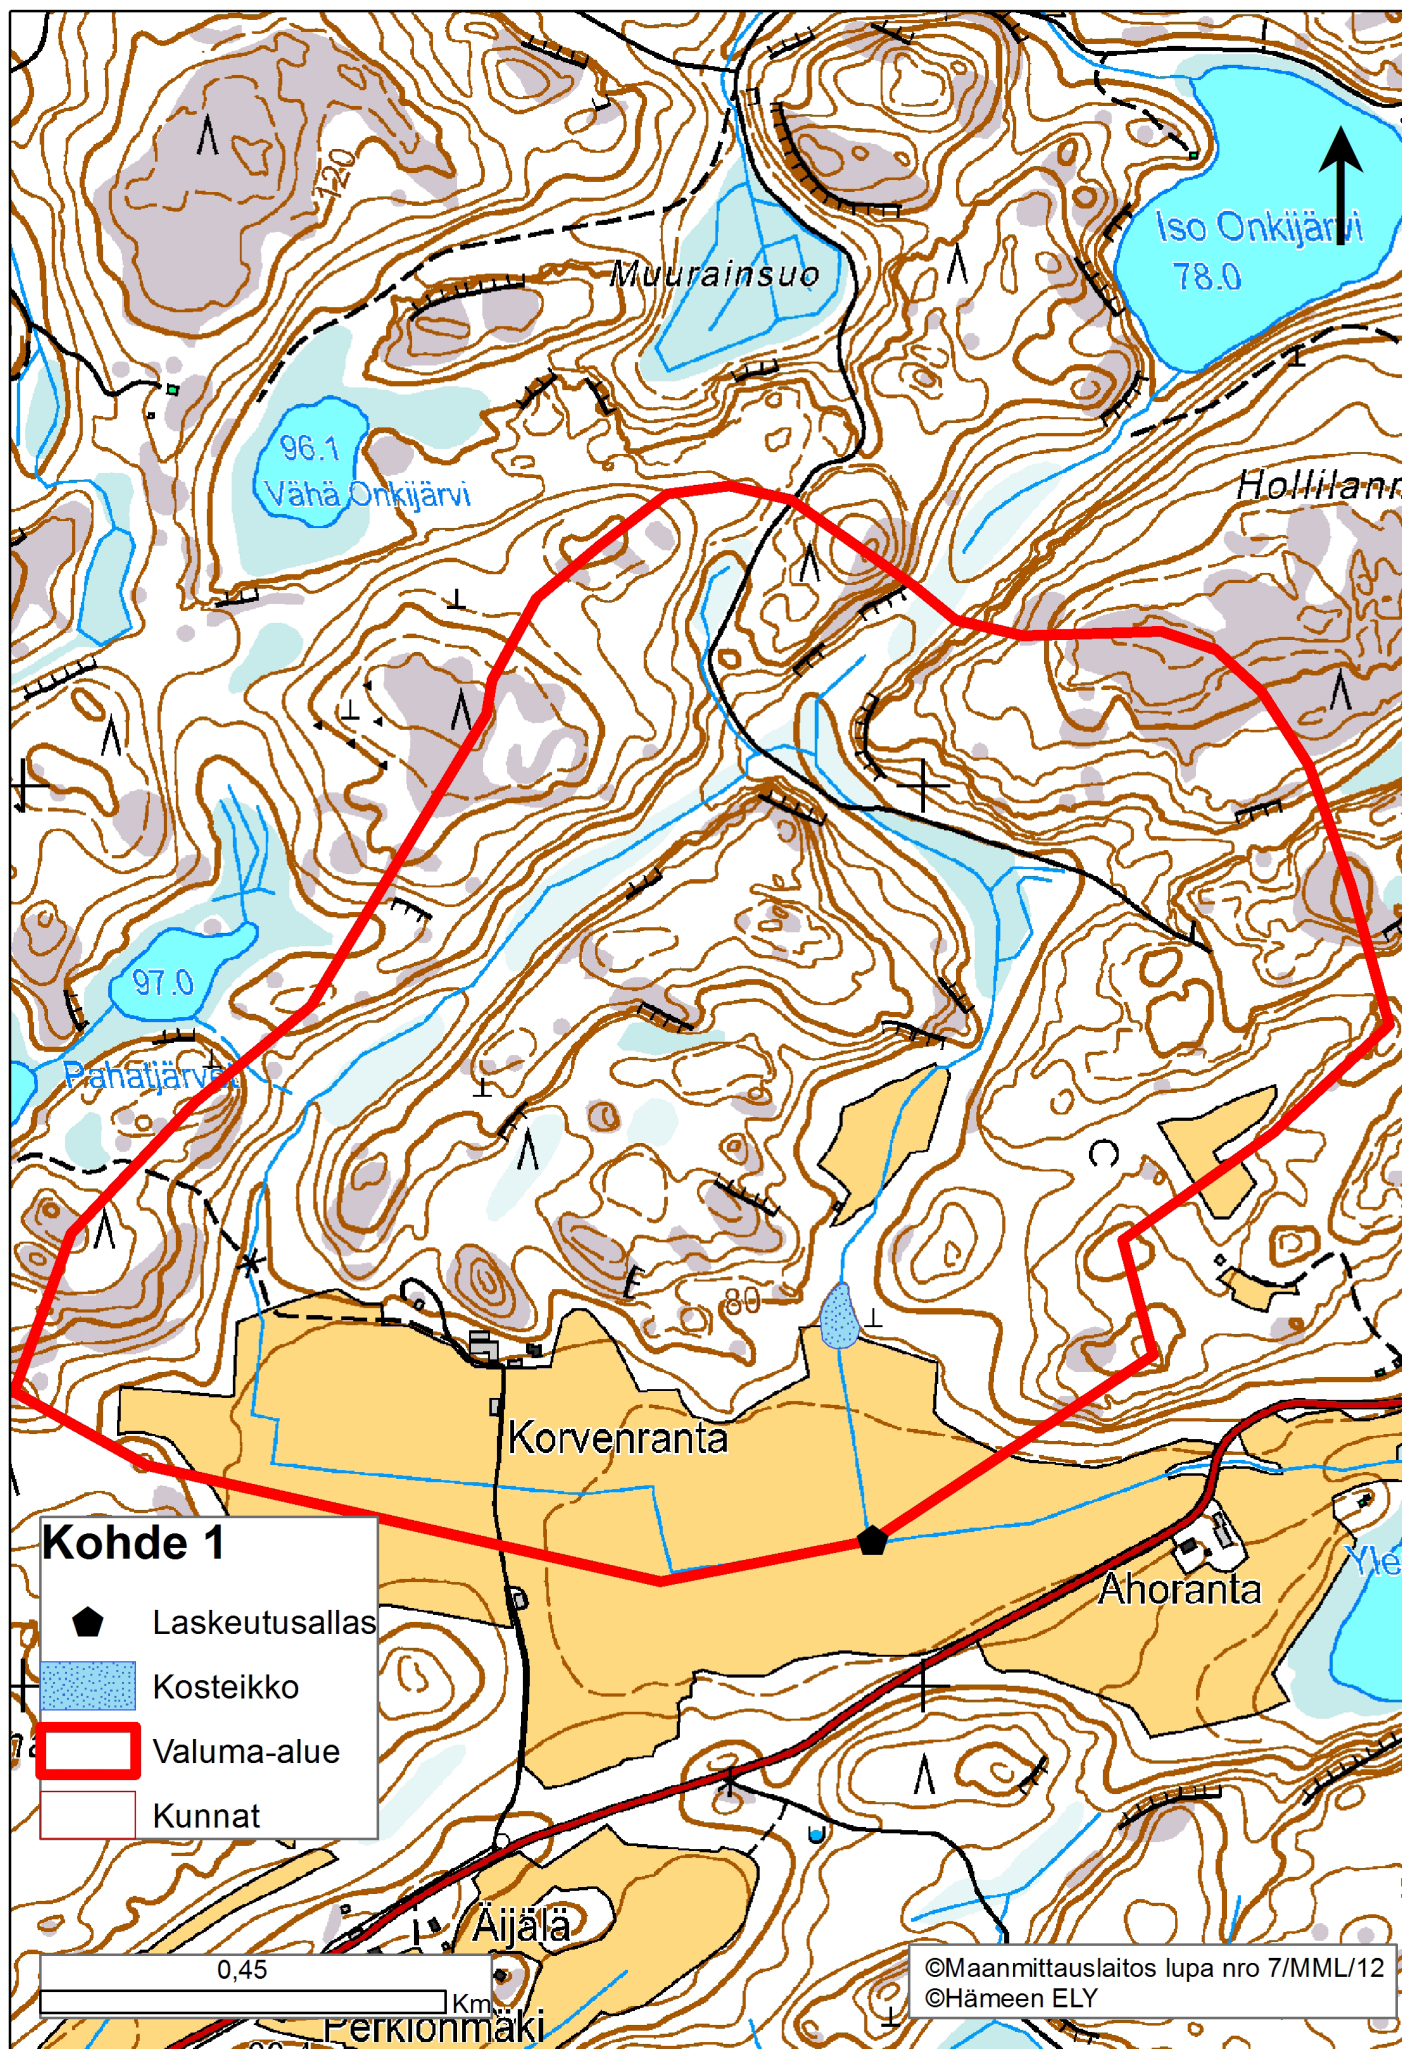 120
Muurainsuo
Iso Onkijärvi
78.0
96.1
Vähä Onkijärvi
Hollilann
97.0
Pahatjärvet
80
Korvenranta
Ahoranta
Yle
Kohde 1
Laskeutusallas
Kosteikko
Valuma-alue
Kunnat
Äijälä
0,45
Km
Perkiönmäki
©Maanmittauslaitos lupa nro 7/MML/12
©Hämeen ELY